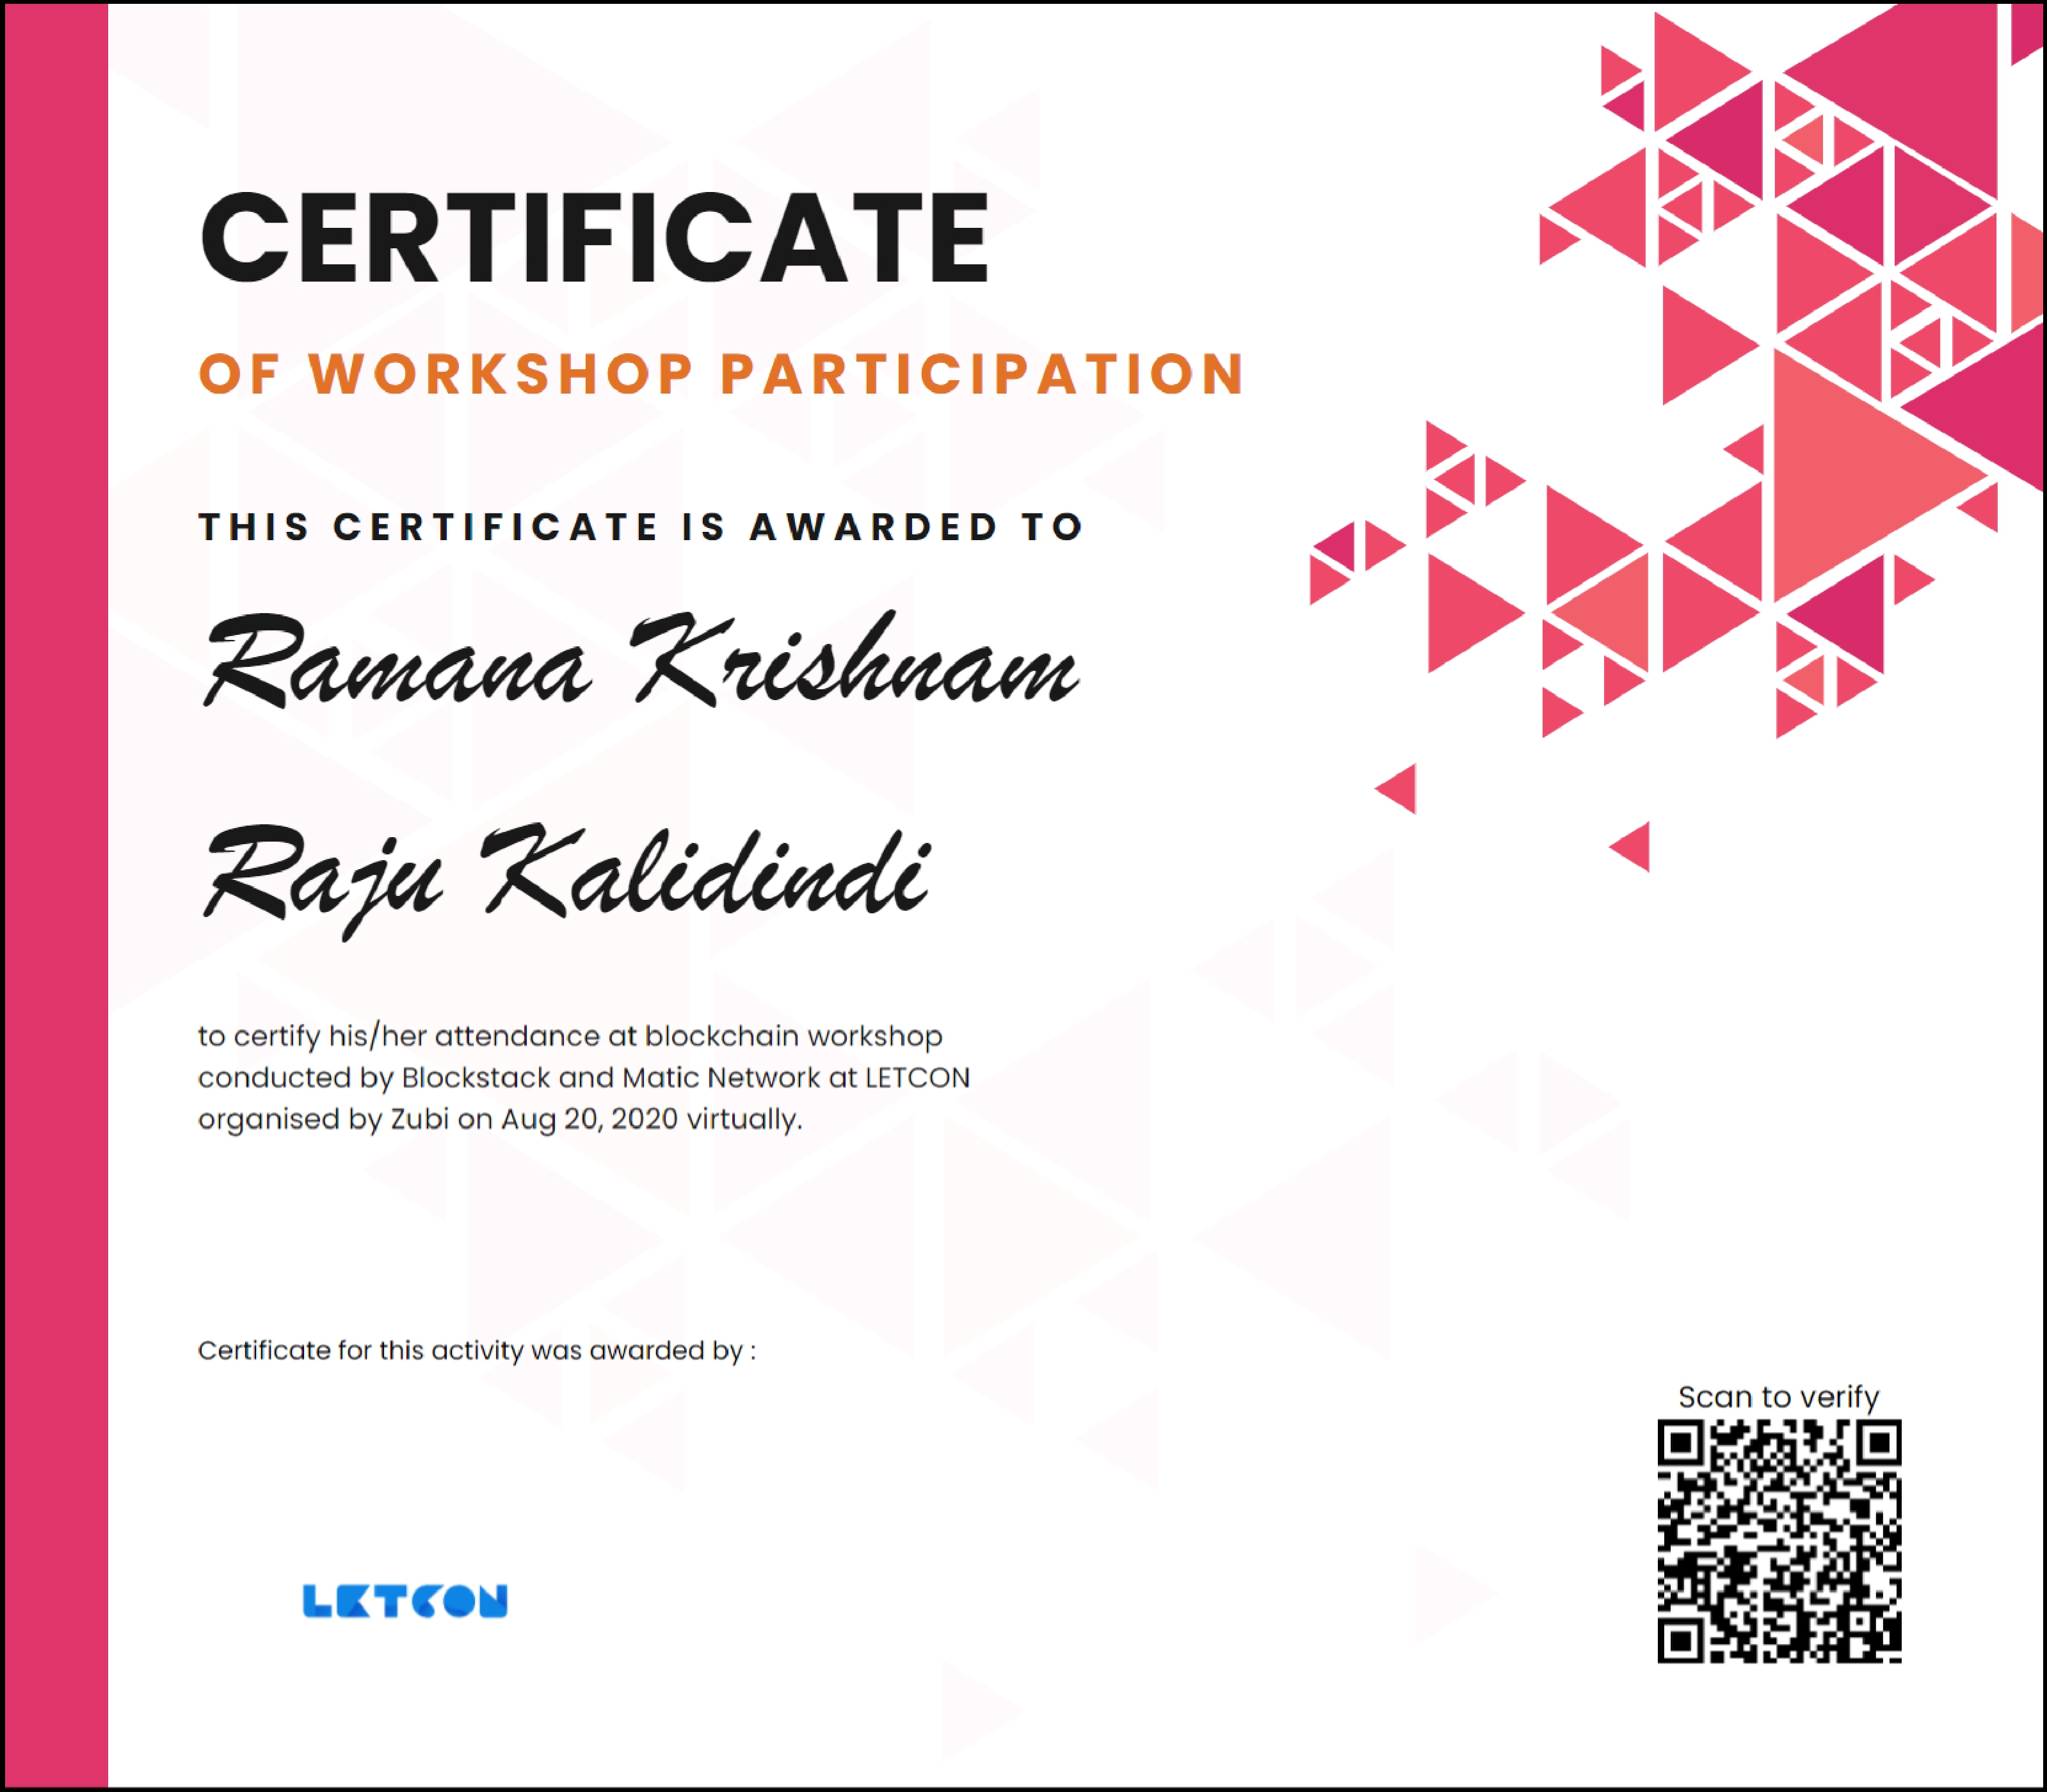 CERTIFICATE
OF WORKSHOP PARTICIPATION
THIS CERTIFICATE IS AWARDED TO
Ramana Krishnam
Raju Kalidindi
to certify his/her attendance at blockchain workshop
conducted by Blockstack and Matic Network at LETCON
organised by Zubi on Aug 20, 2020 virtually.
Certificate for this activity was awarded by :
Scan to verify
LETCON